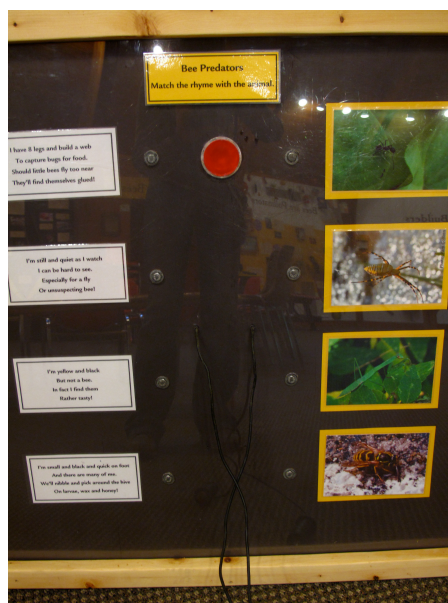 Bee Predators
Match the rhyme with the animal.
I have 8 legs and build a web
To capture bugs for food.
Should little bees fly too near
They'll find themselves glued!
I'm still and quiet as I watch
I can be hard to see.
Especially for a fly
Or unsuspecting bee!
I'm yellow and black
But not a bee.
In fact I find them
Rather tasty!
I'm small and black and quick on foot
And there are many of me.
We'll nibble and pick around the hive
On larvae, wax and honey!